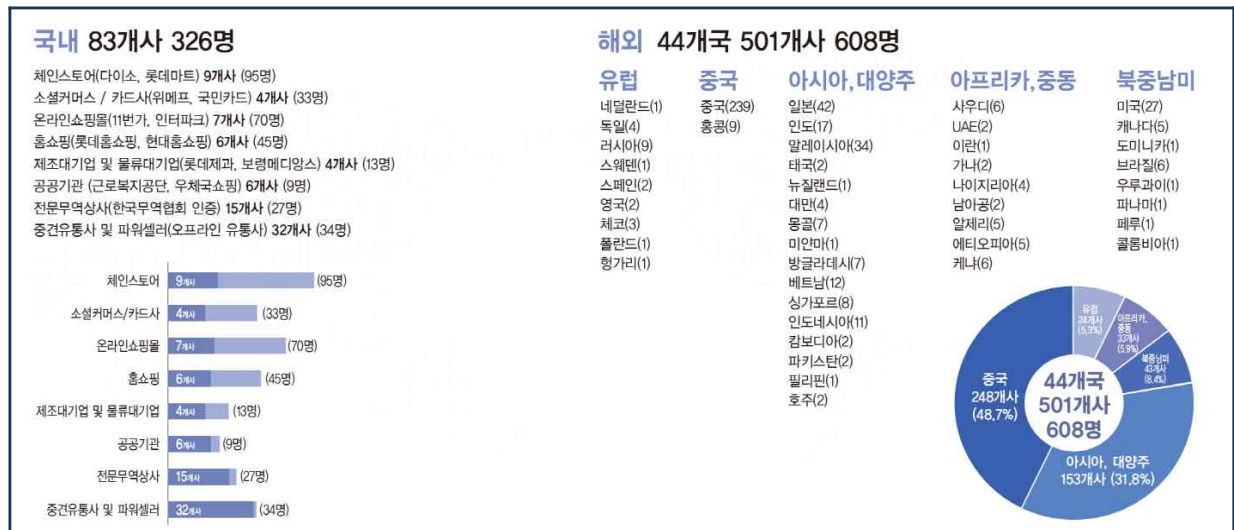 국내 83개사 326명
체인스토어(다이소, 롯데마트) 9개사 (95명)
소셜커머스 / 카드사(위메프, 국민카드) 4개사 (33명)
온라인쇼핑몰(11번가, 인터파크) 7개사 (70명)
홈쇼핑(롯데홈쇼핑, 현대홈쇼핑) 6개사 (45명)
제조대기업 및 물류대기업(롯데제과, 보령메디앙스) 4개사 (13명)
공공기관 (근로복지공단, 우체국쇼핑) 6개사 (9명)
전문무역상사(한국무역협회 인증) 15개사 (27명)
중견유통사 및 파워셀러(오프라인 유통사) 32개사 (34명)
체인스토어 9개사 (95명)
소셜커머스/카드사 4개사 (33명)
온라인쇼핑몰 7개사 (70명)
홈쇼핑 6개사 (45명)
제조대기업 및 물류대기업 4개사 (13명)
공공기관 6개사 (9명)
전문무역상사 15개사 (27명)
중견유통사 및 파워셀러 32개사 (34명)
해외 44개국 501개사 608명
유럽
네덜란드(1)
독일(4)
러시아(9)
스웨덴(1)
스페인(2)
영국(2)
체코(3)
폴란드(1)
헝가리(1)
중국
중국(239)
홍콩(9)
아시아,대양주
일본(42)
인도(17)
말레이시아(34)
태국(2)
뉴질랜드(1)
대만(4)
몽골(7)
미얀마(1)
방글라데시(7)
베트남(12)
싱가포르(8)
인도네시아(11)
캄보디아(2)
파키스탄(2)
필리핀(1)
호주(2)
아프리카,중동
사우디(6)
UAE(2)
이란(1)
가나(2)
나이지리아(4)
남아공(2)
알제리(5)
에티오피아(5)
케냐(6)
북중남미
미국(27)
캐나다(5)
도미니카(1)
브라질(6)
우루과이(1)
파나마(1)
페루(1)
콜롬비아(1)
유럽
24개사
(5.3%)
아프리카,
중동
33개사
(5.9%)
북중남미
43개사
(8.4%)
중국
248개사
(48.7%)
44개국
501개사
608명
아시아, 대양주
153개사 (31.8%)